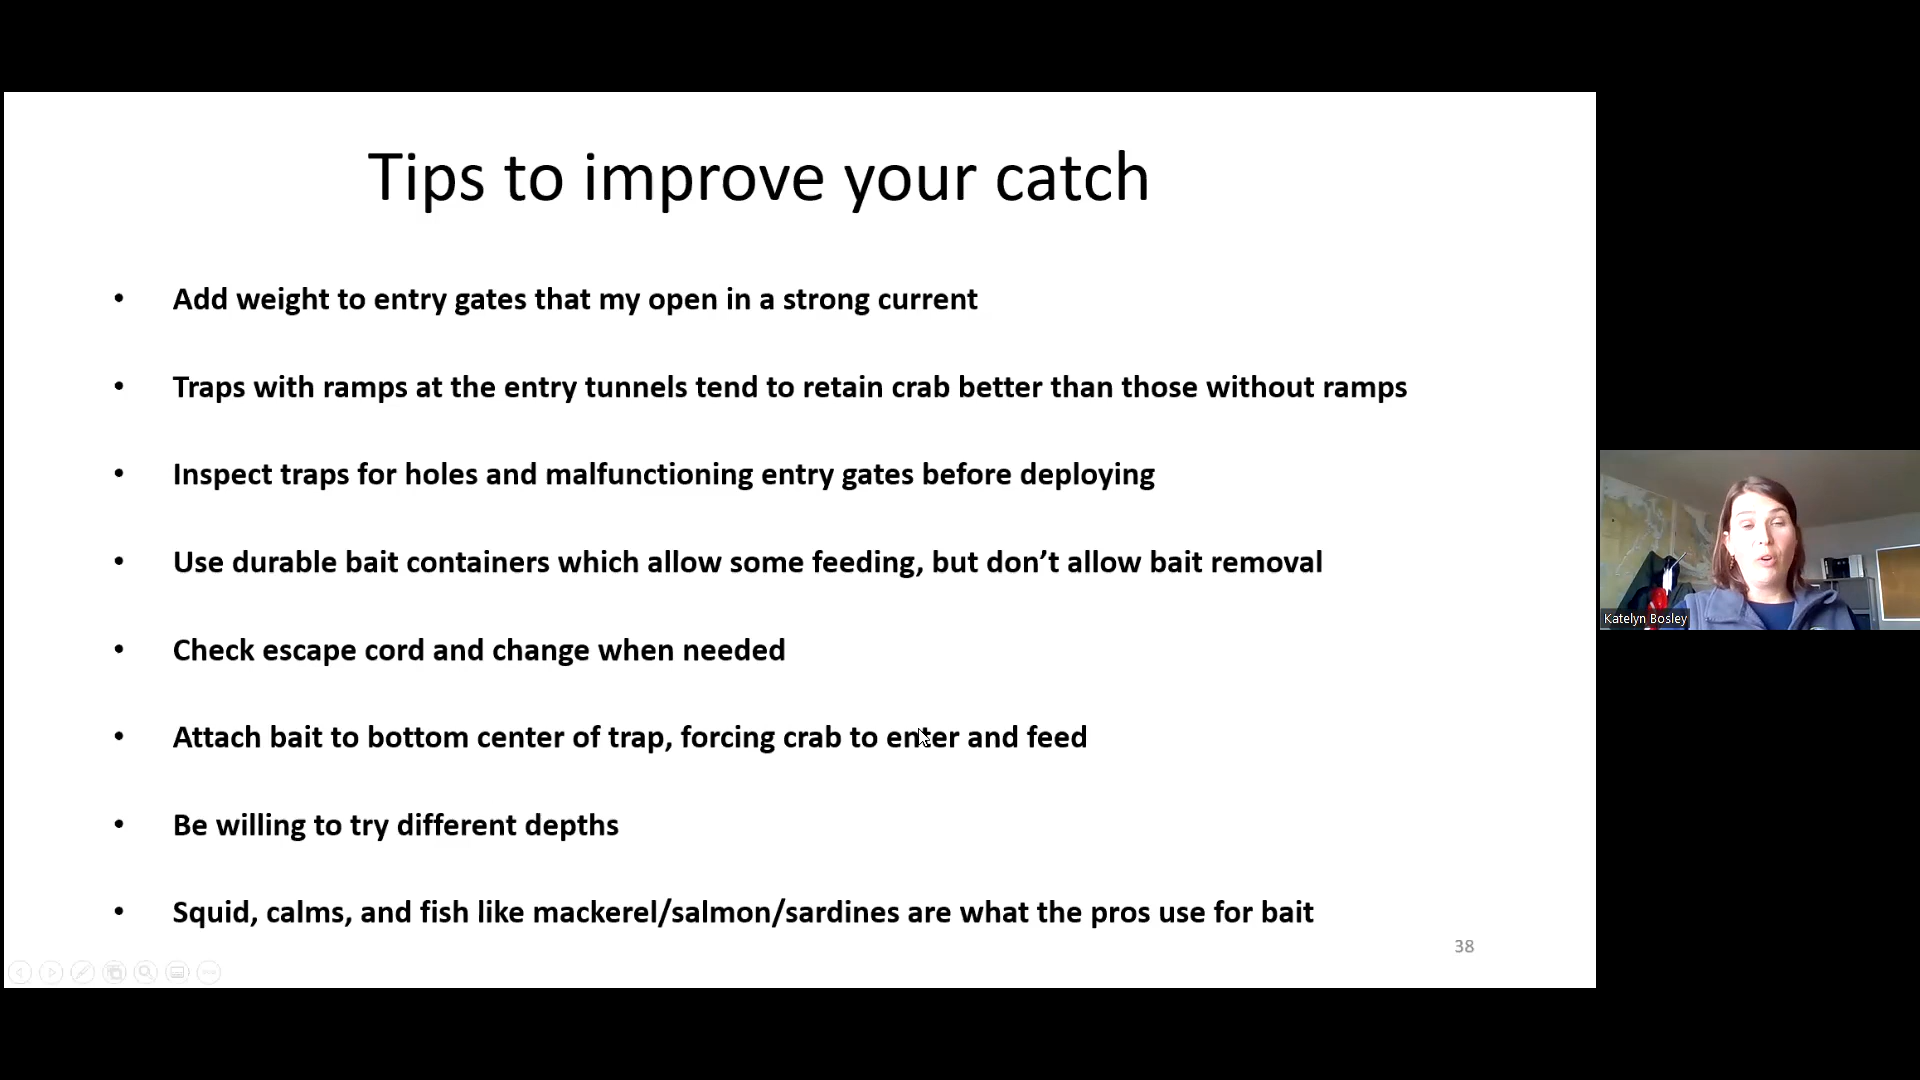 Tips to improve your catch
• Add weight to entry gates that my open in a strong current
• Traps with ramps at the entry tunnels tend to retain crab better than those without ramps
• Inspect traps for holes and malfunctioning entry gates before deploying
• Use durable bait containers which allow some feeding, but don’t allow bait removal
• Check escape cord and change when needed
• Attach bait to bottom center of trap, forcing crab to enter and feed
• Be willing to try different depths
• Squid, calms, and fish like mackerel/salmon/sardines are what the pros use for bait
38
Katelyn Bosley